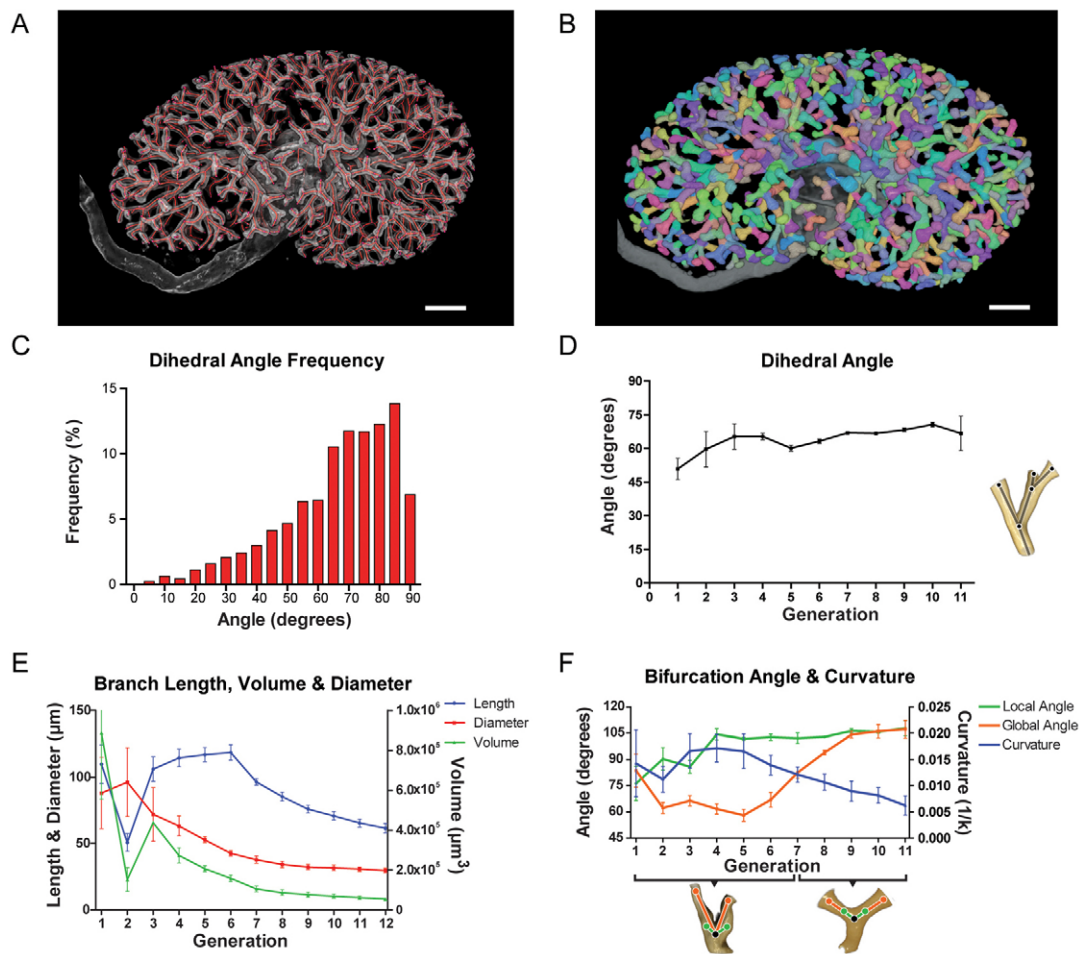 A
B
C
Dihedral Angle Frequency
Frequency (%)
15
10
5
0
0 10 20 30 40 50 60 70 80 90
Angle (degrees)
D
Dihedral Angle
Angle (degrees)
90
75
60
45
30
15
0
0 1 2 3 4 5 6 7 8 9 10 11
Generation
E
Branch Length, Volume & Diameter
Length & Diameter (µm)
150
100
50
0
1 2 3 4 5 6 7 8 9 10 11 12
Generation
1.0x10⁶
8.0x10⁵
6.0x10⁵
4.0x10⁵
2.0x10⁵
0
Volume (µm³)
Length
Diameter
Volume
F
Bifurcation Angle & Curvature
Angle (degrees)
120
105
90
75
60
45
1 2 3 4 5 6 7 8 9 10 11
Generation
0.025
0.020
0.015
0.010
0.005
0.000
Curvature (1/k)
Local Angle
Global Angle
Curvature